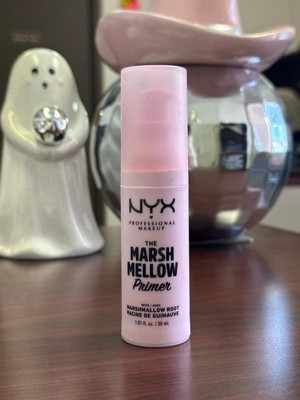 NYX
PROFESSIONAL
MAKEUP
THE
MARSH
MELLOW
Primer
MARSHMALLOW ROOT
RACINE DE GUIMAUVE
1.01 fl. oz. / 30 mL